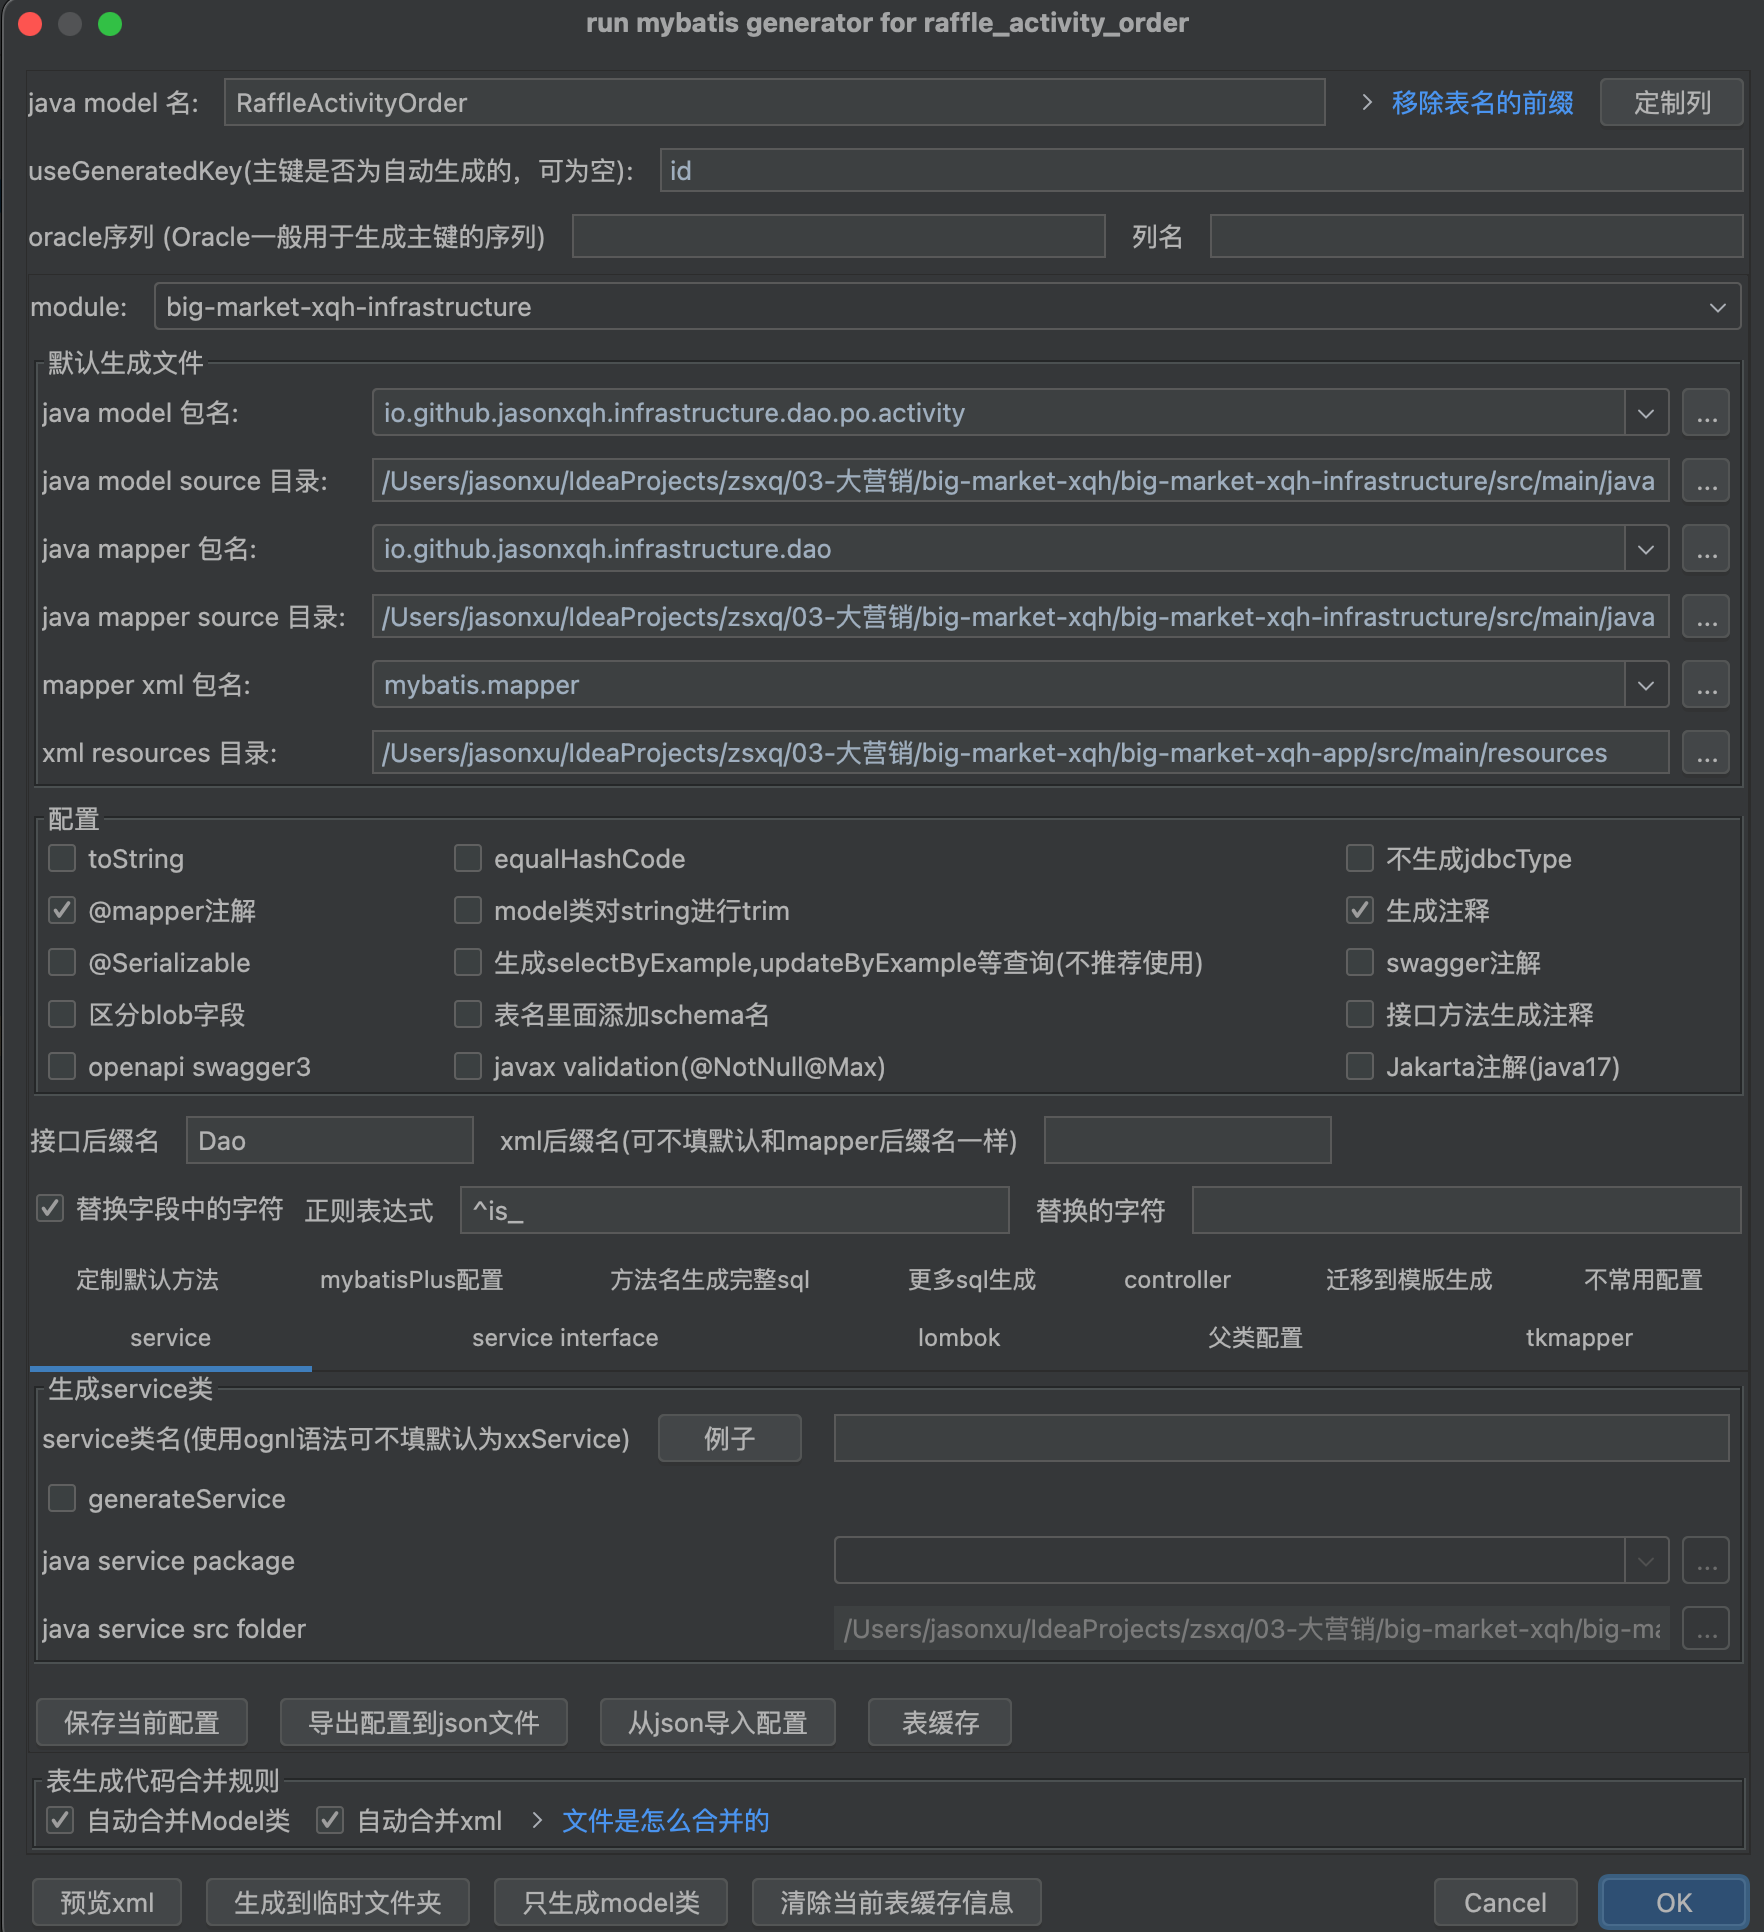 run mybatis generator for raffle_activity_order
java model 名: RaffleActivityOrder 移除表名的前缀 定制列
useGeneratedKey(主键是否为自动生成的，可为空): id
oracle序列 (Oracle一般用于生成主键的序列) 列名
module: big-market-xqh-infrastructure
默认生成文件
java model 包名: io.github.jasonxqh.infrastructure.dao.po.activity ...
java model source 目录: /Users/jasonxu/IdeaProjects/zsxq/03-大营销/big-market-xqh/big-market-xqh-infrastructure/src/main/java ...
java mapper 包名: io.github.jasonxqh.infrastructure.dao ...
java mapper source 目录: /Users/jasonxu/IdeaProjects/zsxq/03-大营销/big-market-xqh/big-market-xqh-infrastructure/src/main/java ...
mapper xml 包名: mybatis.mapper ...
xml resources 目录: /Users/jasonxu/IdeaProjects/zsxq/03-大营销/big-market-xqh/big-market-xqh-app/src/main/resources ...
配置
toString equalHashCode 不生成jdbcType
@mapper注解 model类对string进行trim 生成注释
@Serializable 生成selectByExample,updateByExample等查询(不推荐使用) swagger注解
区分blob字段 表名里面添加schema名 接口方法生成注释
openapi swagger3 javax validation(@NotNull@Max) Jakarta注解(java17)
接口后缀名 Dao xml后缀名(可不填默认和mapper后缀名一样)
替换字段中的字符 正则表达式 ^is_ 替换的字符
定制默认方法 mybatisPlus配置 方法名生成完整sql 更多sql生成 controller 迁移到模版生成 不常用配置
service service interface lombok 父类配置 tkmapper
生成service类
service类名(使用ognl语法可不填默认为xxService) 例子
generateService
java service package ...
java service src folder /Users/jasonxu/IdeaProjects/zsxq/03-大营销/big-market-xqh/big-ma ...
保存当前配置 导出配置到json文件 从json导入配置 表缓存
表生成代码合并规则
自动合并Model类 自动合并xml 文件是怎么合并的
预览xml 生成到临时文件夹 只生成model类 清除当前表缓存信息 Cancel OK